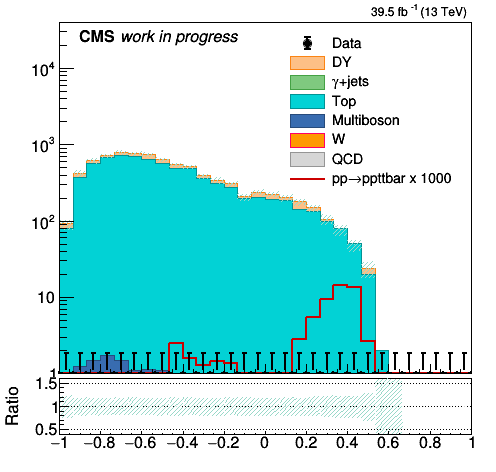 39.5 fb⁻¹ (13 TeV)
CMS work in progress
Data
DY
γ+jets
Top
Multiboson
W
QCD
pp→ppttbar x 1000
10⁴
10³
10²
10
1
1.5
1
0.5
Ratio
−1 −0.8 −0.6 −0.4 −0.2 0 0.2 0.4 0.6 0.8 1